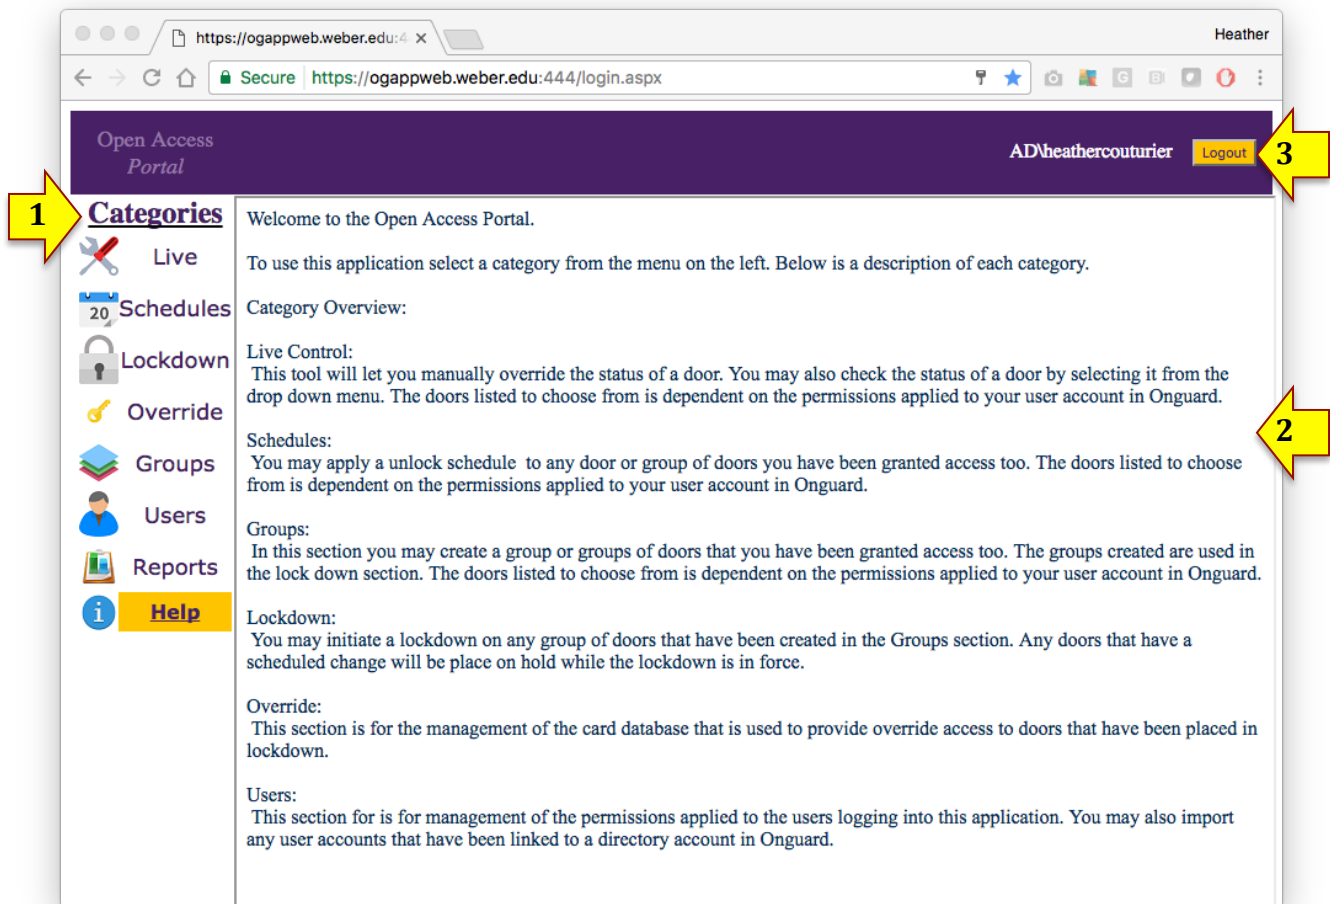 https://ogappweb.weber.edu:4
Heather
Secure https://ogappweb.weber.edu:444/login.aspx
Open Access
Portal
AD\heathercouturier
Logout
3
1
Categories
Live
20
Schedules
Lockdown
Override
Groups
Users
Reports
Help
Welcome to the Open Access Portal.
To use this application select a category from the menu on the left. Below is a description of each category.
Category Overview:
Live Control:
This tool will let you manually override the status of a door. You may also check the status of a door by selecting it from the
drop down menu. The doors listed to choose from is dependent on the permissions applied to your user account in Onguard.
2
Schedules:
You may apply a unlock schedule  to any door or group of doors you have been granted access too. The doors listed to choose
from is dependent on the permissions applied to your user account in Onguard.
Groups:
In this section you may create a group or groups of doors that you have been granted access too. The groups created are used in
the lock down section. The doors listed to choose from is dependent on the permissions applied to your user account in Onguard.
Lockdown:
You may initiate a lockdown on any group of doors that have been created in the Groups section. Any doors that have a
scheduled change will be place on hold while the lockdown is in force.
Override:
This section is for the management of the card database that is used to provide override access to doors that have been placed in
lockdown.
Users:
This section for is for management of the permissions applied to the users logging into this application. You may also import
any user accounts that have been linked to a directory account in Onguard.